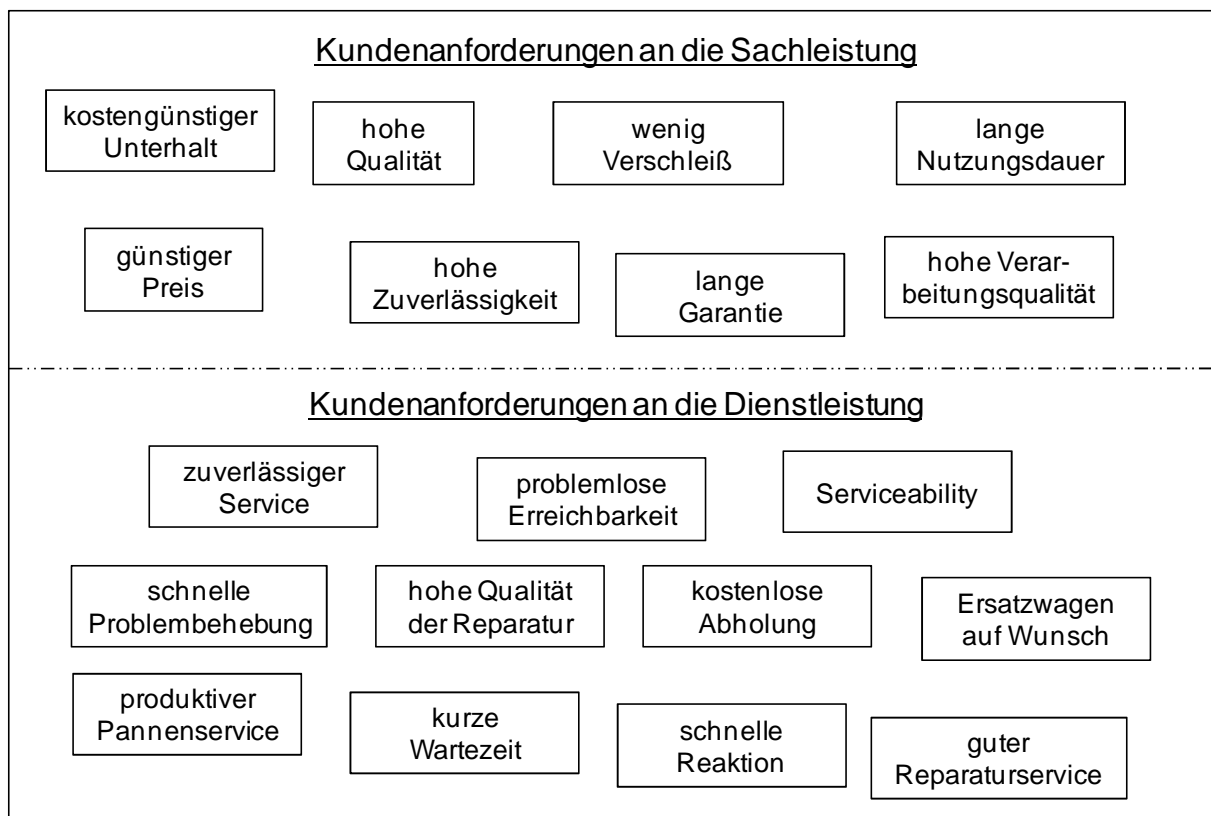 Kundenanforderungen an die Sachleistung
kostengünstiger
Unterhalt
hohe
Qualität
wenig
Verschleiß
lange
Nutzungsdauer
günstiger
Preis
hohe
Zuverlässigkeit
lange
Garantie
hohe Verar-
beitungsqualität
Kundenanforderungen an die Dienstleistung
zuverlässiger
Service
problemlose
Erreichbarkeit
Serviceability
schnelle
Problembehebung
hohe Qualität
der Reparatur
kostenlose
Abholung
Ersatzwagen
auf Wunsch
produktiver
Pannenservice
kurze
Wartezeit
schnelle
Reaktion
guter
Reparaturservice